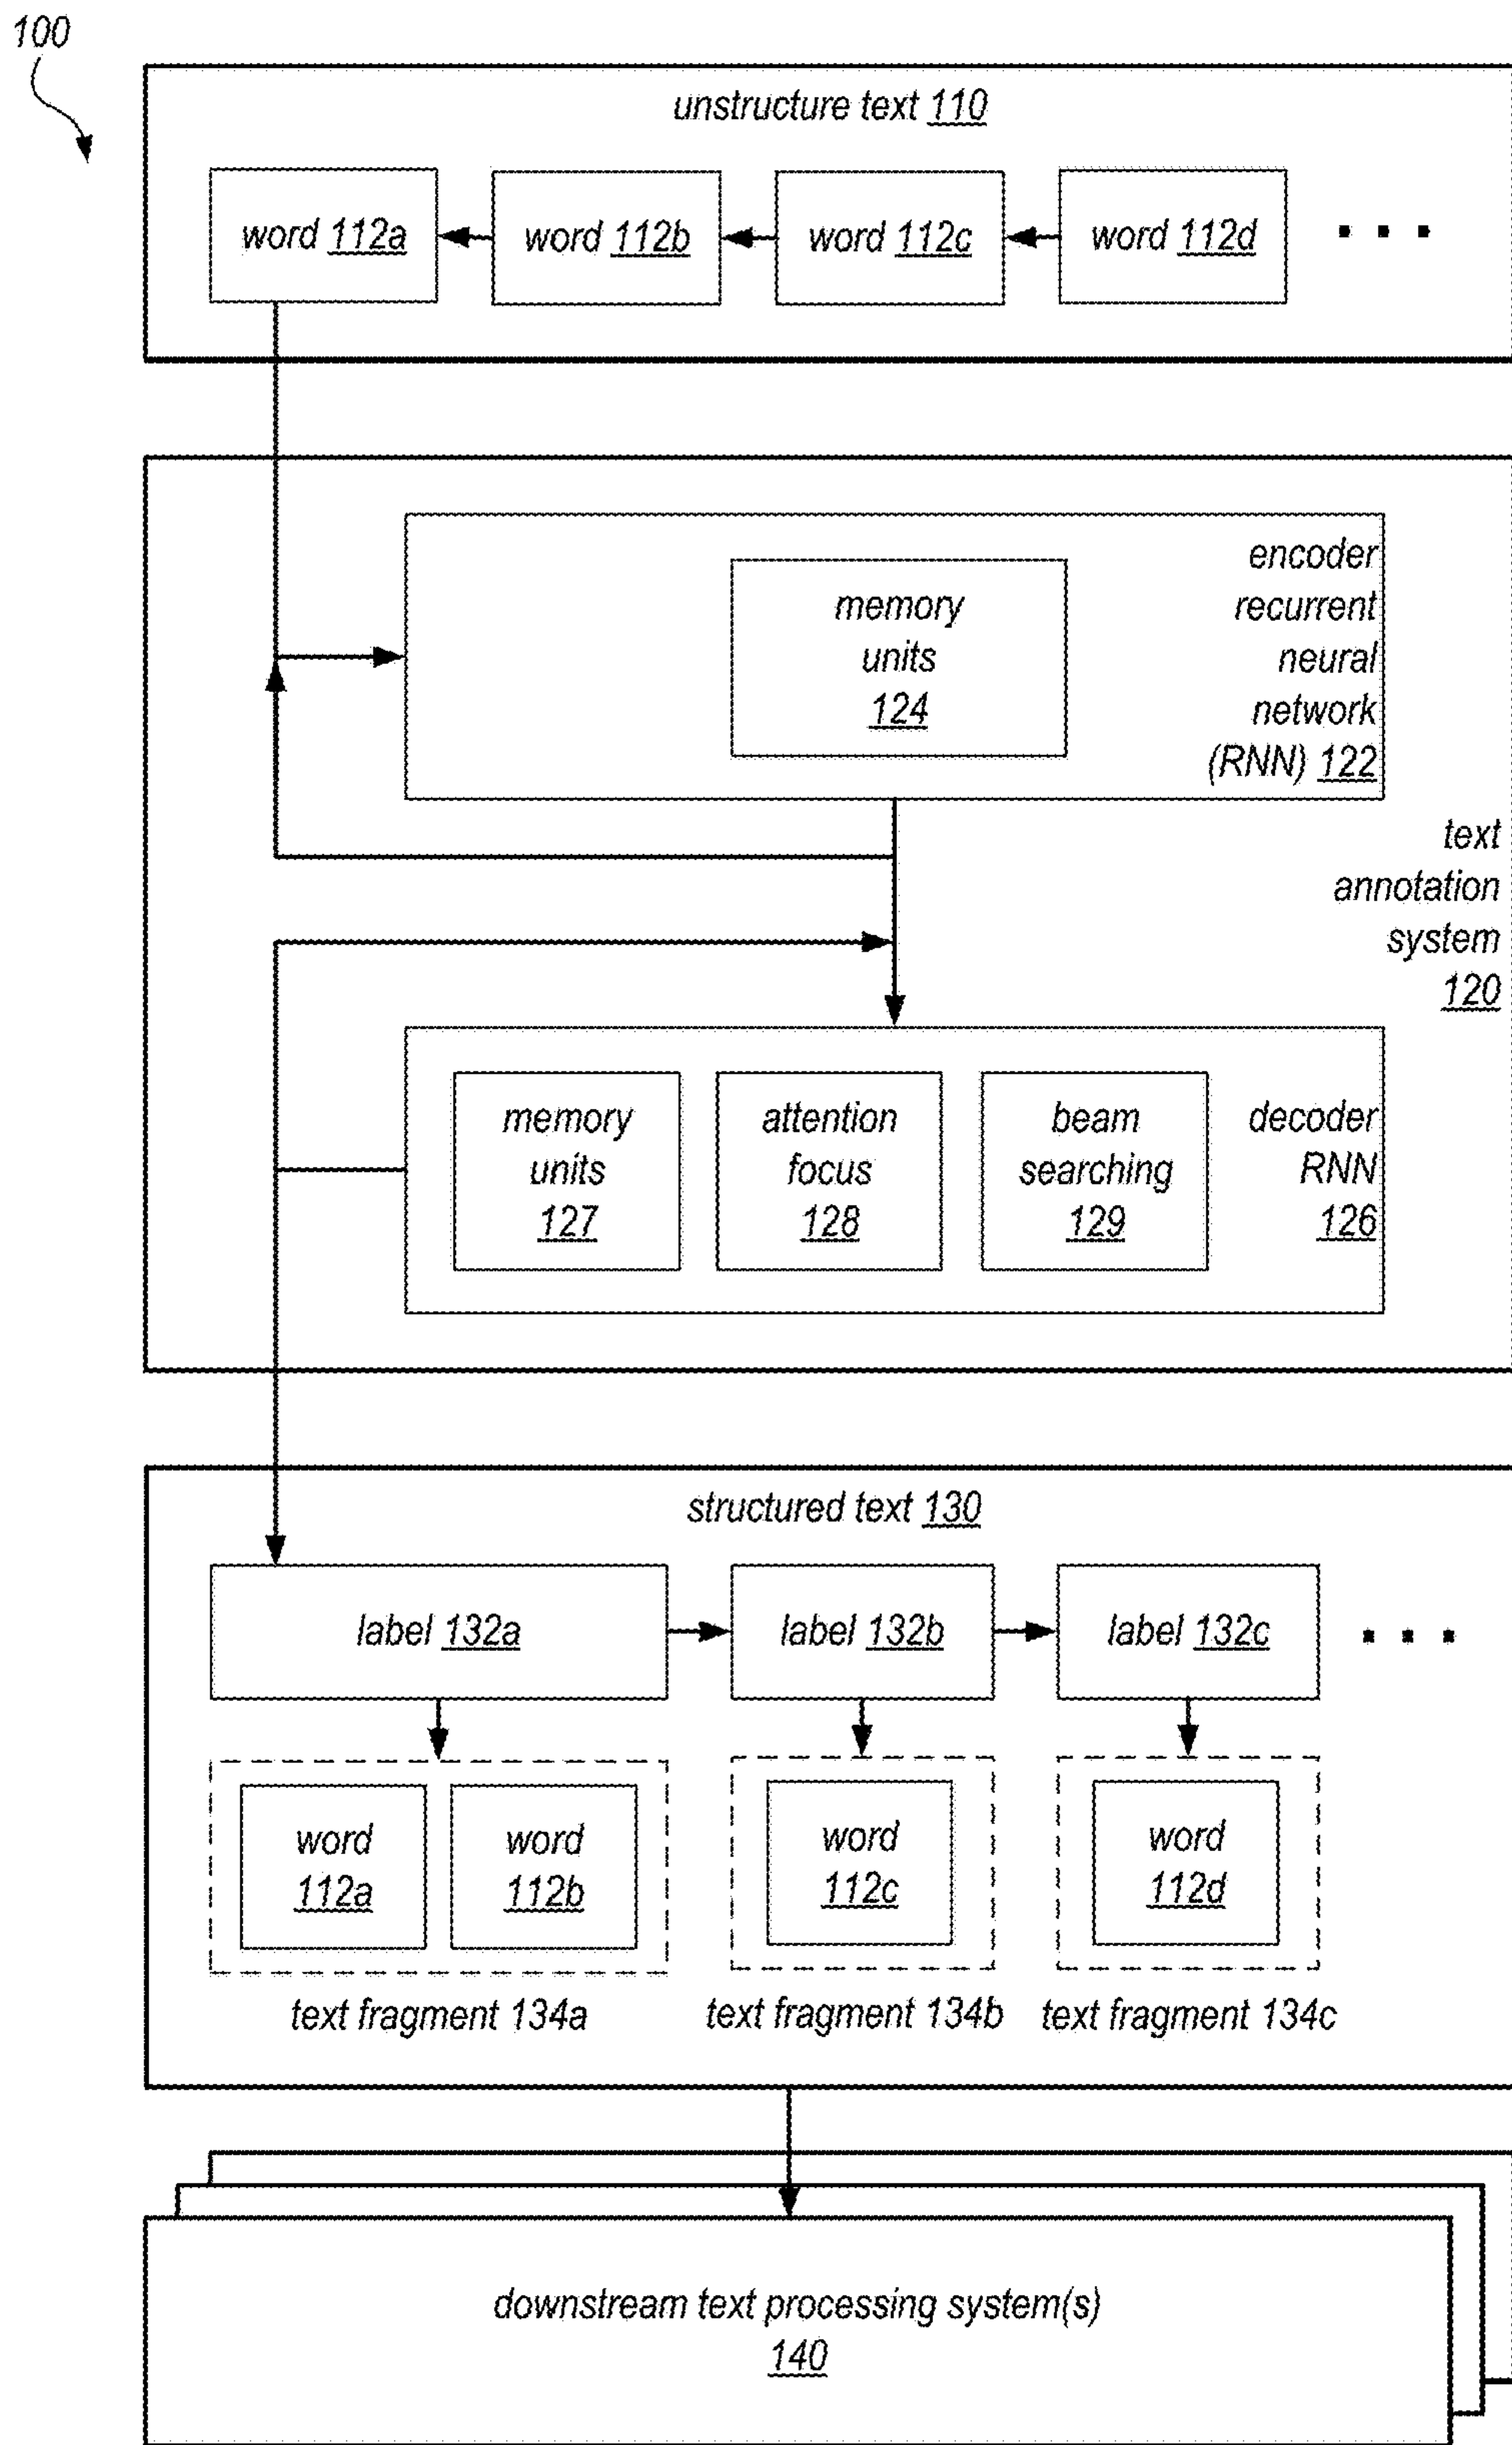 100
unstructure text 110
word 112a
word 112b
word 112c
word 112d
encoder
recurrent
neural
network
(RNN) 122
memory
units
124
text
annotation
system
120
memory
units
127
attention
focus
128
beam
searching
129
decoder
RNN
126
structured text 130
label 132a
label 132b
label 132c
word
112a
word
112b
word
112c
word
112d
text fragment 134a
text fragment 134b
text fragment 134c
downstream text processing system(s)
140